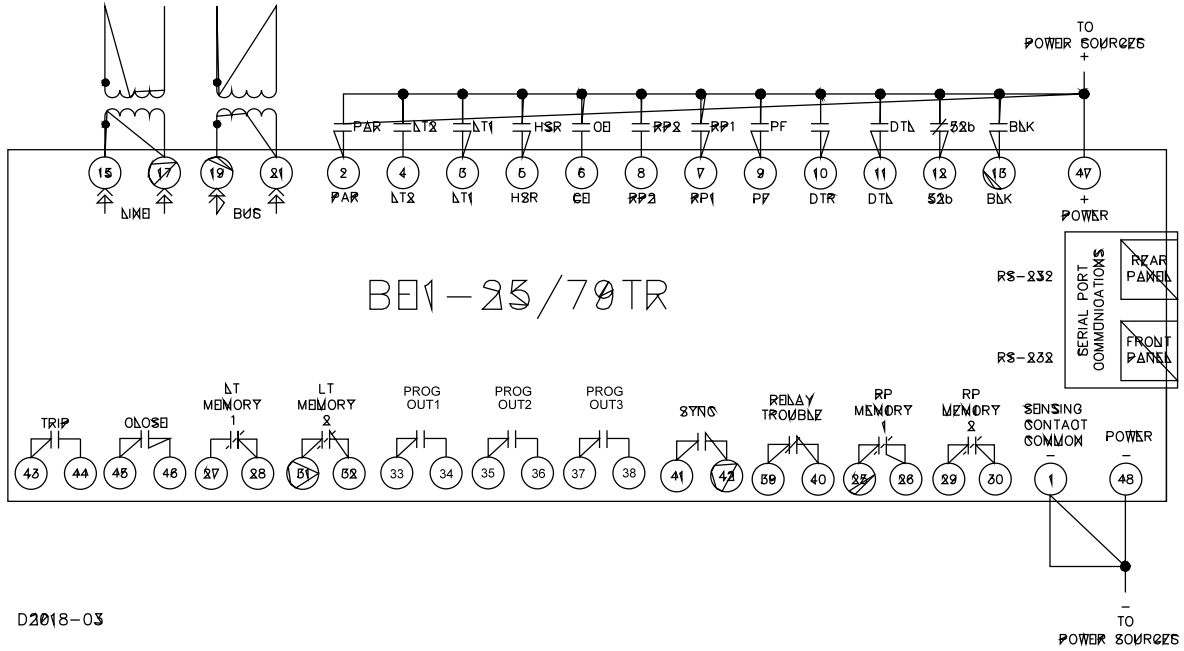 TO
POWER SOURCES
+
PAR LT2 LT1 HSR OEI RP2 RP1 PF DTL 52b BLK
15 17 19 21 2 4 3 5 6 8 7 9 10 11 12 13 47
LINE BUS PAR LT2 LT1 HSR RP2 RP1 PF DTR DTL 52b BLK +
POWER
RS-232 SERIAL PORT REAR
COMMUNICATIONS PANEL
BE1-25/79TR
RS-232 FRONT
PANEL
LT LT PROG PROG PROG RELAY RP RP SENSING
MEMORY MEMORY OUT1 OUT2 OUT3 SYNC TROUBLE MEMORY MEMORY CONTACT POWER
TRIP CLOSE 1 2 1 2 COMMON
− −
43 44 45 46 27 28 31 32 33 34 35 36 37 38 41 42 39 40 25 26 29 30 1 48
D2018-03
−
TO
POWER SOURCES